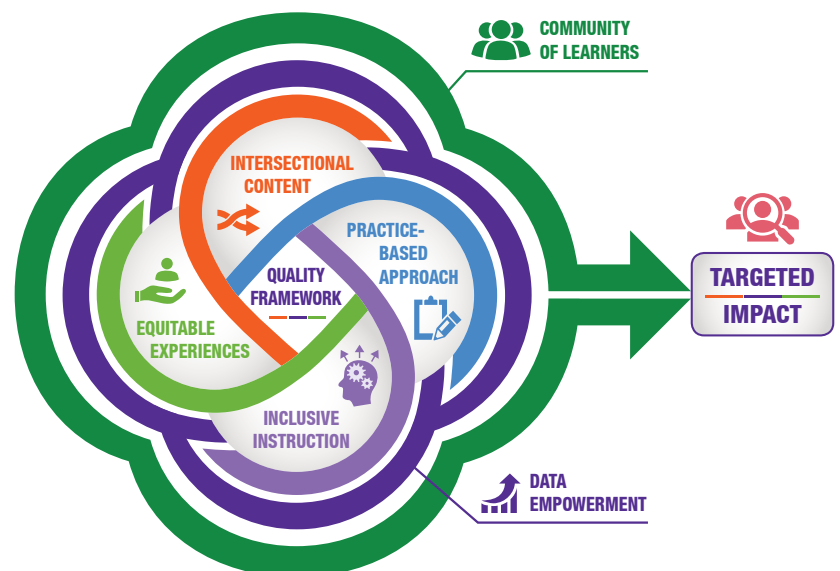 COMMUNITY
OF LEARNERS
INTERSECTIONAL
CONTENT
PRACTICE-
BASED
APPROACH
QUALITY
FRAMEWORK
EQUITABLE
EXPERIENCES
INCLUSIVE
INSTRUCTION
TARGETED
IMPACT
DATA
EMPOWERMENT